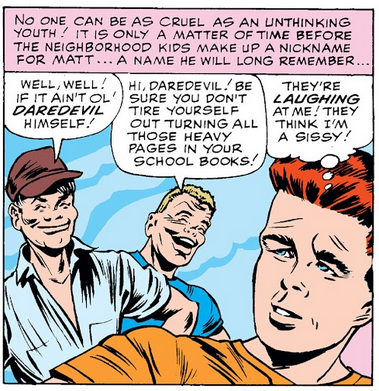 NO ONE CAN BE AS CRUEL AS AN UNTHINKING
YOUTH! IT IS ONLY A MATTER OF TIME BEFORE
THE NEIGHBORHOOD KIDS MAKE UP A NICKNAME
FOR MATT... A NAME HE WILL LONG REMEMBER...
WELL, WELL!
IF IT AIN'T OL'
DAREDEVIL
HIMSELF!
HI, DAREDEVIL! BE
SURE YOU DON'T
TIRE YOURSELF
OUT TURNING ALL
THOSE HEAVY
PAGES IN YOUR
SCHOOL BOOKS!
THEY'RE
LAUGHING
AT ME! THEY
THINK I'M
A SISSY!